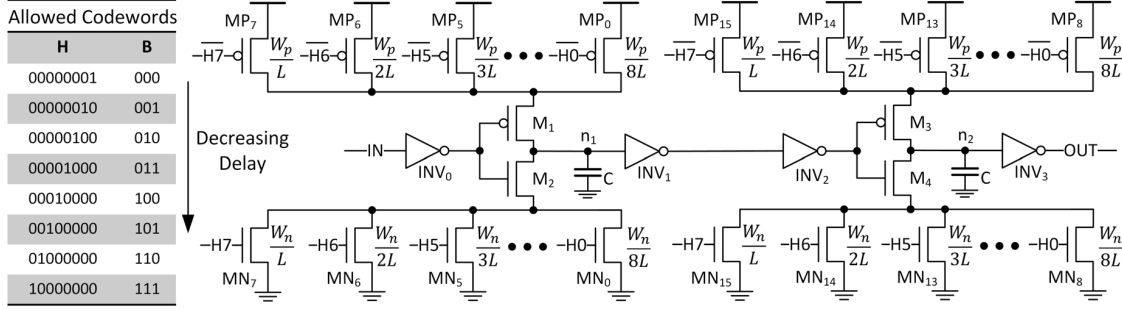 Allowed Codewords
H B
00000001 000
00000010 001
00000100 010
00001000 011
00010000 100
00100000 101
01000000 110
10000000 111
Decreasing
Delay
MP₇ MP₆ MP₅ MP₀ MP₁₅ MP₁₄ MP₁₃ MP₈
H7 Wp/L H6 Wp/2L H5 Wp/3L H0 Wp/8L H7 Wp/L H6 Wp/2L H5 Wp/3L H0 Wp/8L
M₁ M₃
IN INV₀ n₁ C INV₁ INV₂ n₂ C INV₃ OUT
M₂ M₄
H7 Wn/L H6 Wn/2L H5 Wn/3L H0 Wn/8L H7 Wn/L H6 Wn/2L H5 Wn/3L H0 Wn/8L
MN₇ MN₆ MN₅ MN₀ MN₁₅ MN₁₄ MN₁₃ MN₈